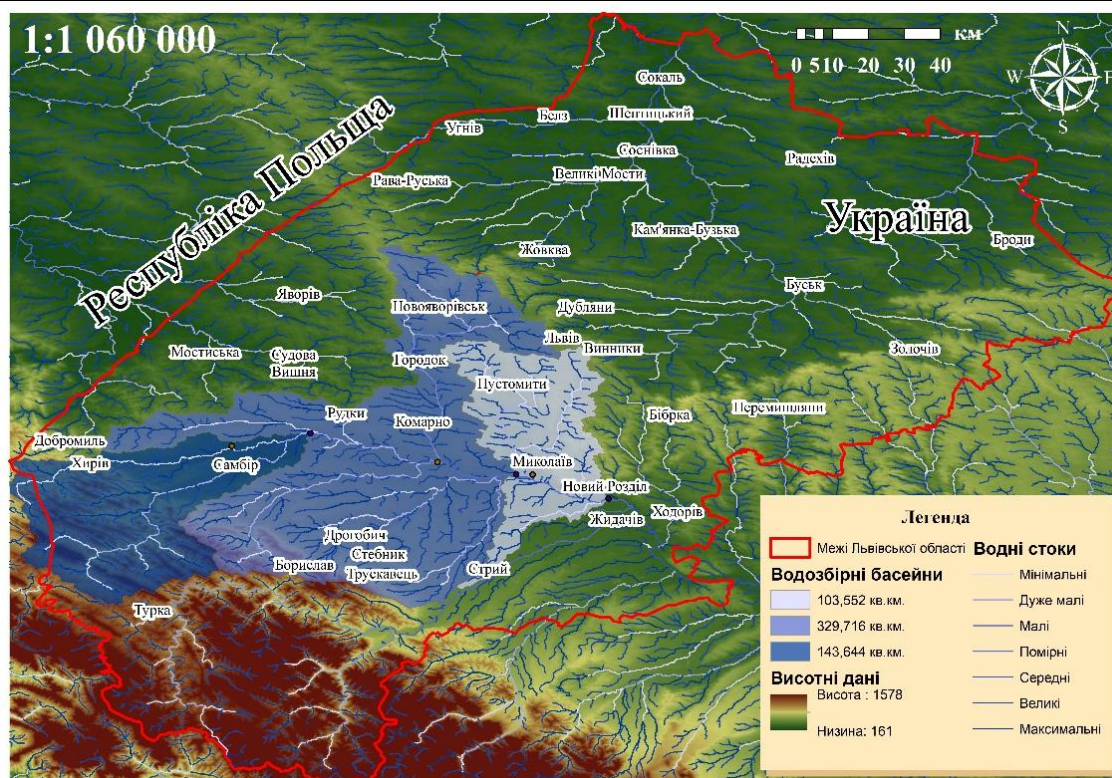 1:1 060 000
км
0 5 10 20 30 40
N
W E
S
Республіка Польща
Україна
Сокаль
Белз
Шептицький
Угнів
Соснівка
Радехів
Великі Мости
Рава-Руська
Кам'янка-Бузька
Броди
Жовква
Буськ
Яворів
Новояворівськ
Дубляни
Львів
Винники
Золочів
Мостиська
Судова
Вишня
Городок
Пустомити
Бібрка
Перемишляни
Рудки
Комарно
Добромиль
Хирів
Самбір
Миколаїв
Новий Розділ
Ходорів
Жидачів
Дрогобич
Стебник
Борислав
Трускавець
Стрий
Турка
Легенда
Межі Львівської області
Водозбірні басейни
103,552 кв.км.
329,716 кв.км.
143,644 кв.км.
Висотні дані
Висота : 1578
Низина: 161
Водні стоки
Мінімальні
Дуже малі
Малі
Помірні
Середні
Великі
Максимальні